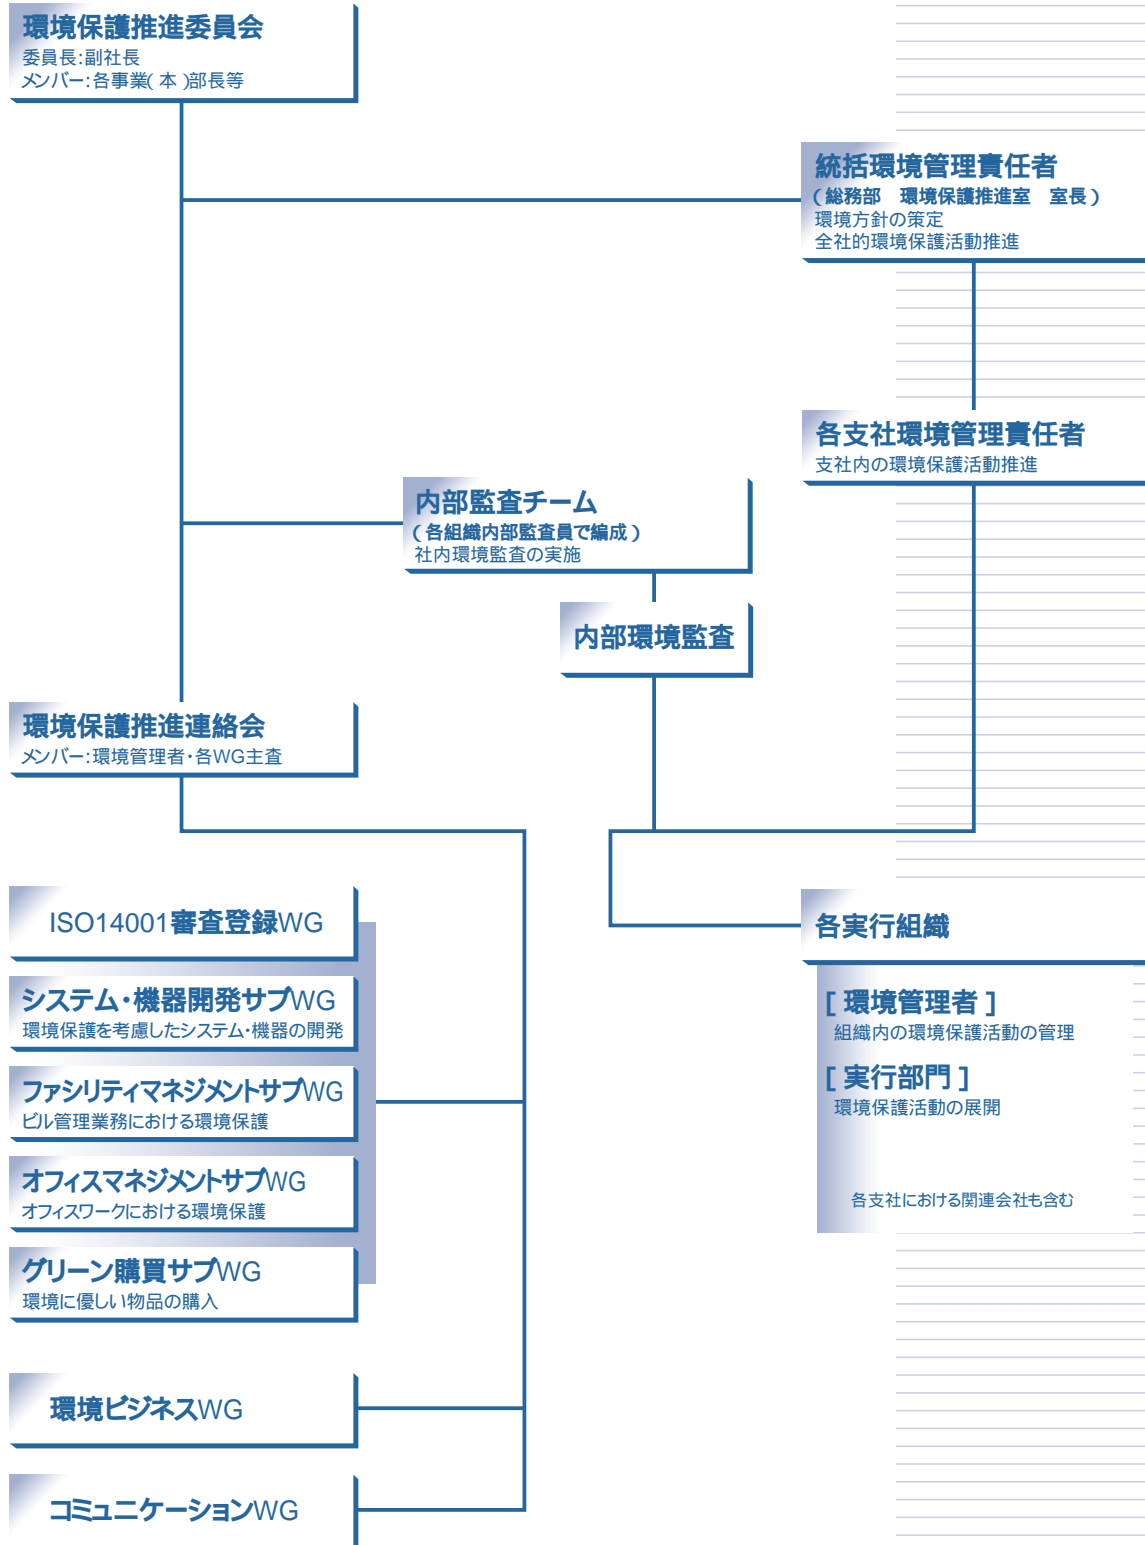 環境保護推進委員会
委員長:副社長
メンバー:各事業(本)部長等
統括環境管理責任者
(総務部 環境保護推進室 室長)
環境方針の策定
全社的環境保護活動推進
各支社環境管理責任者
支社内の環境保護活動推進
内部監査チーム
(各組織内部監査員で編成)
社内環境監査の実施
内部環境監査
環境保護推進連絡会
メンバー:環境管理者・各WG主査
ISO14001審査登録WG
システム・機器開発サブWG
環境保護を考慮したシステム・機器の開発
ファシリティマネジメントサブWG
ビル管理業務における環境保護
オフィスマネジメントサブWG
オフィスワークにおける環境保護
グリーン購買サブWG
環境に優しい物品の購入
環境ビジネスWG
コミュニケーションWG
各実行組織
[環境管理者]
組織内の環境保護活動の管理
[実行部門]
環境保護活動の展開
各支社における関連会社も含む